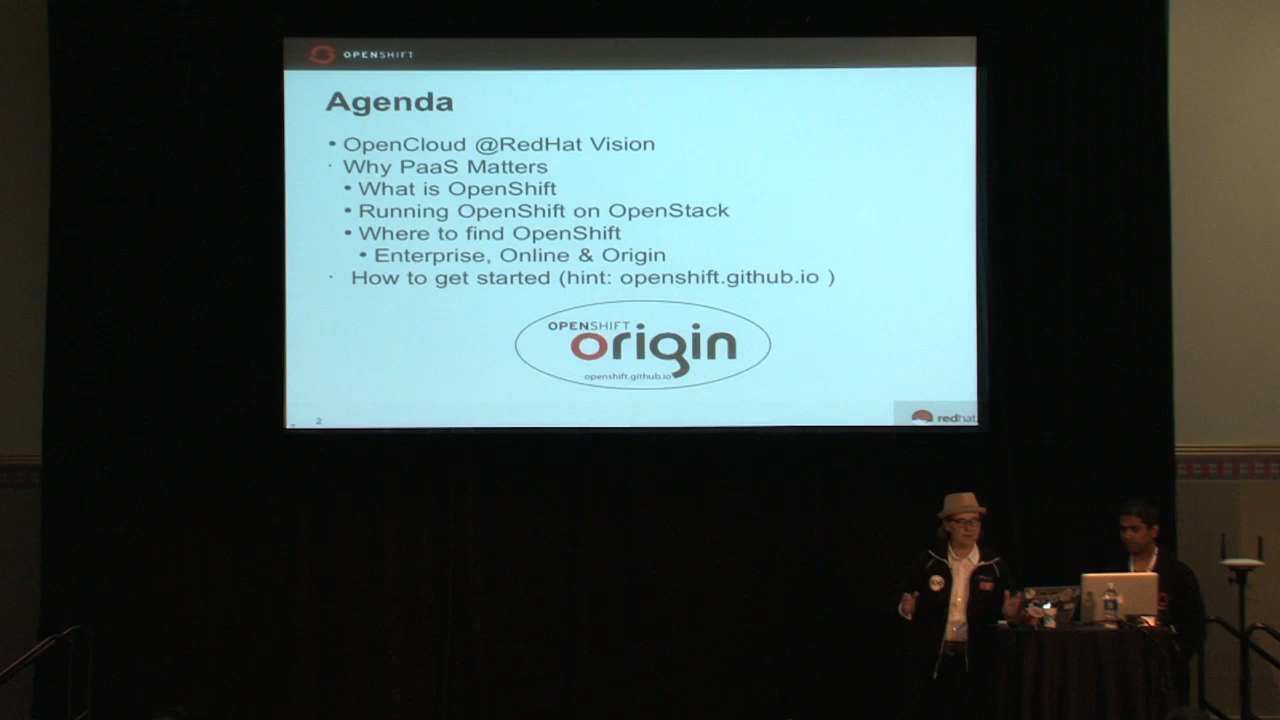 OPENSHIFT
Agenda
• OpenCloud @RedHat Vision
· Why PaaS Matters
• What is OpenShift
• Running OpenShift on OpenStack
• Where to find OpenShift
• Enterprise, Online & Origin
· How to get started (hint: openshift.github.io )
OPENSHIFT
origin
openshift.github.io
2
redhat